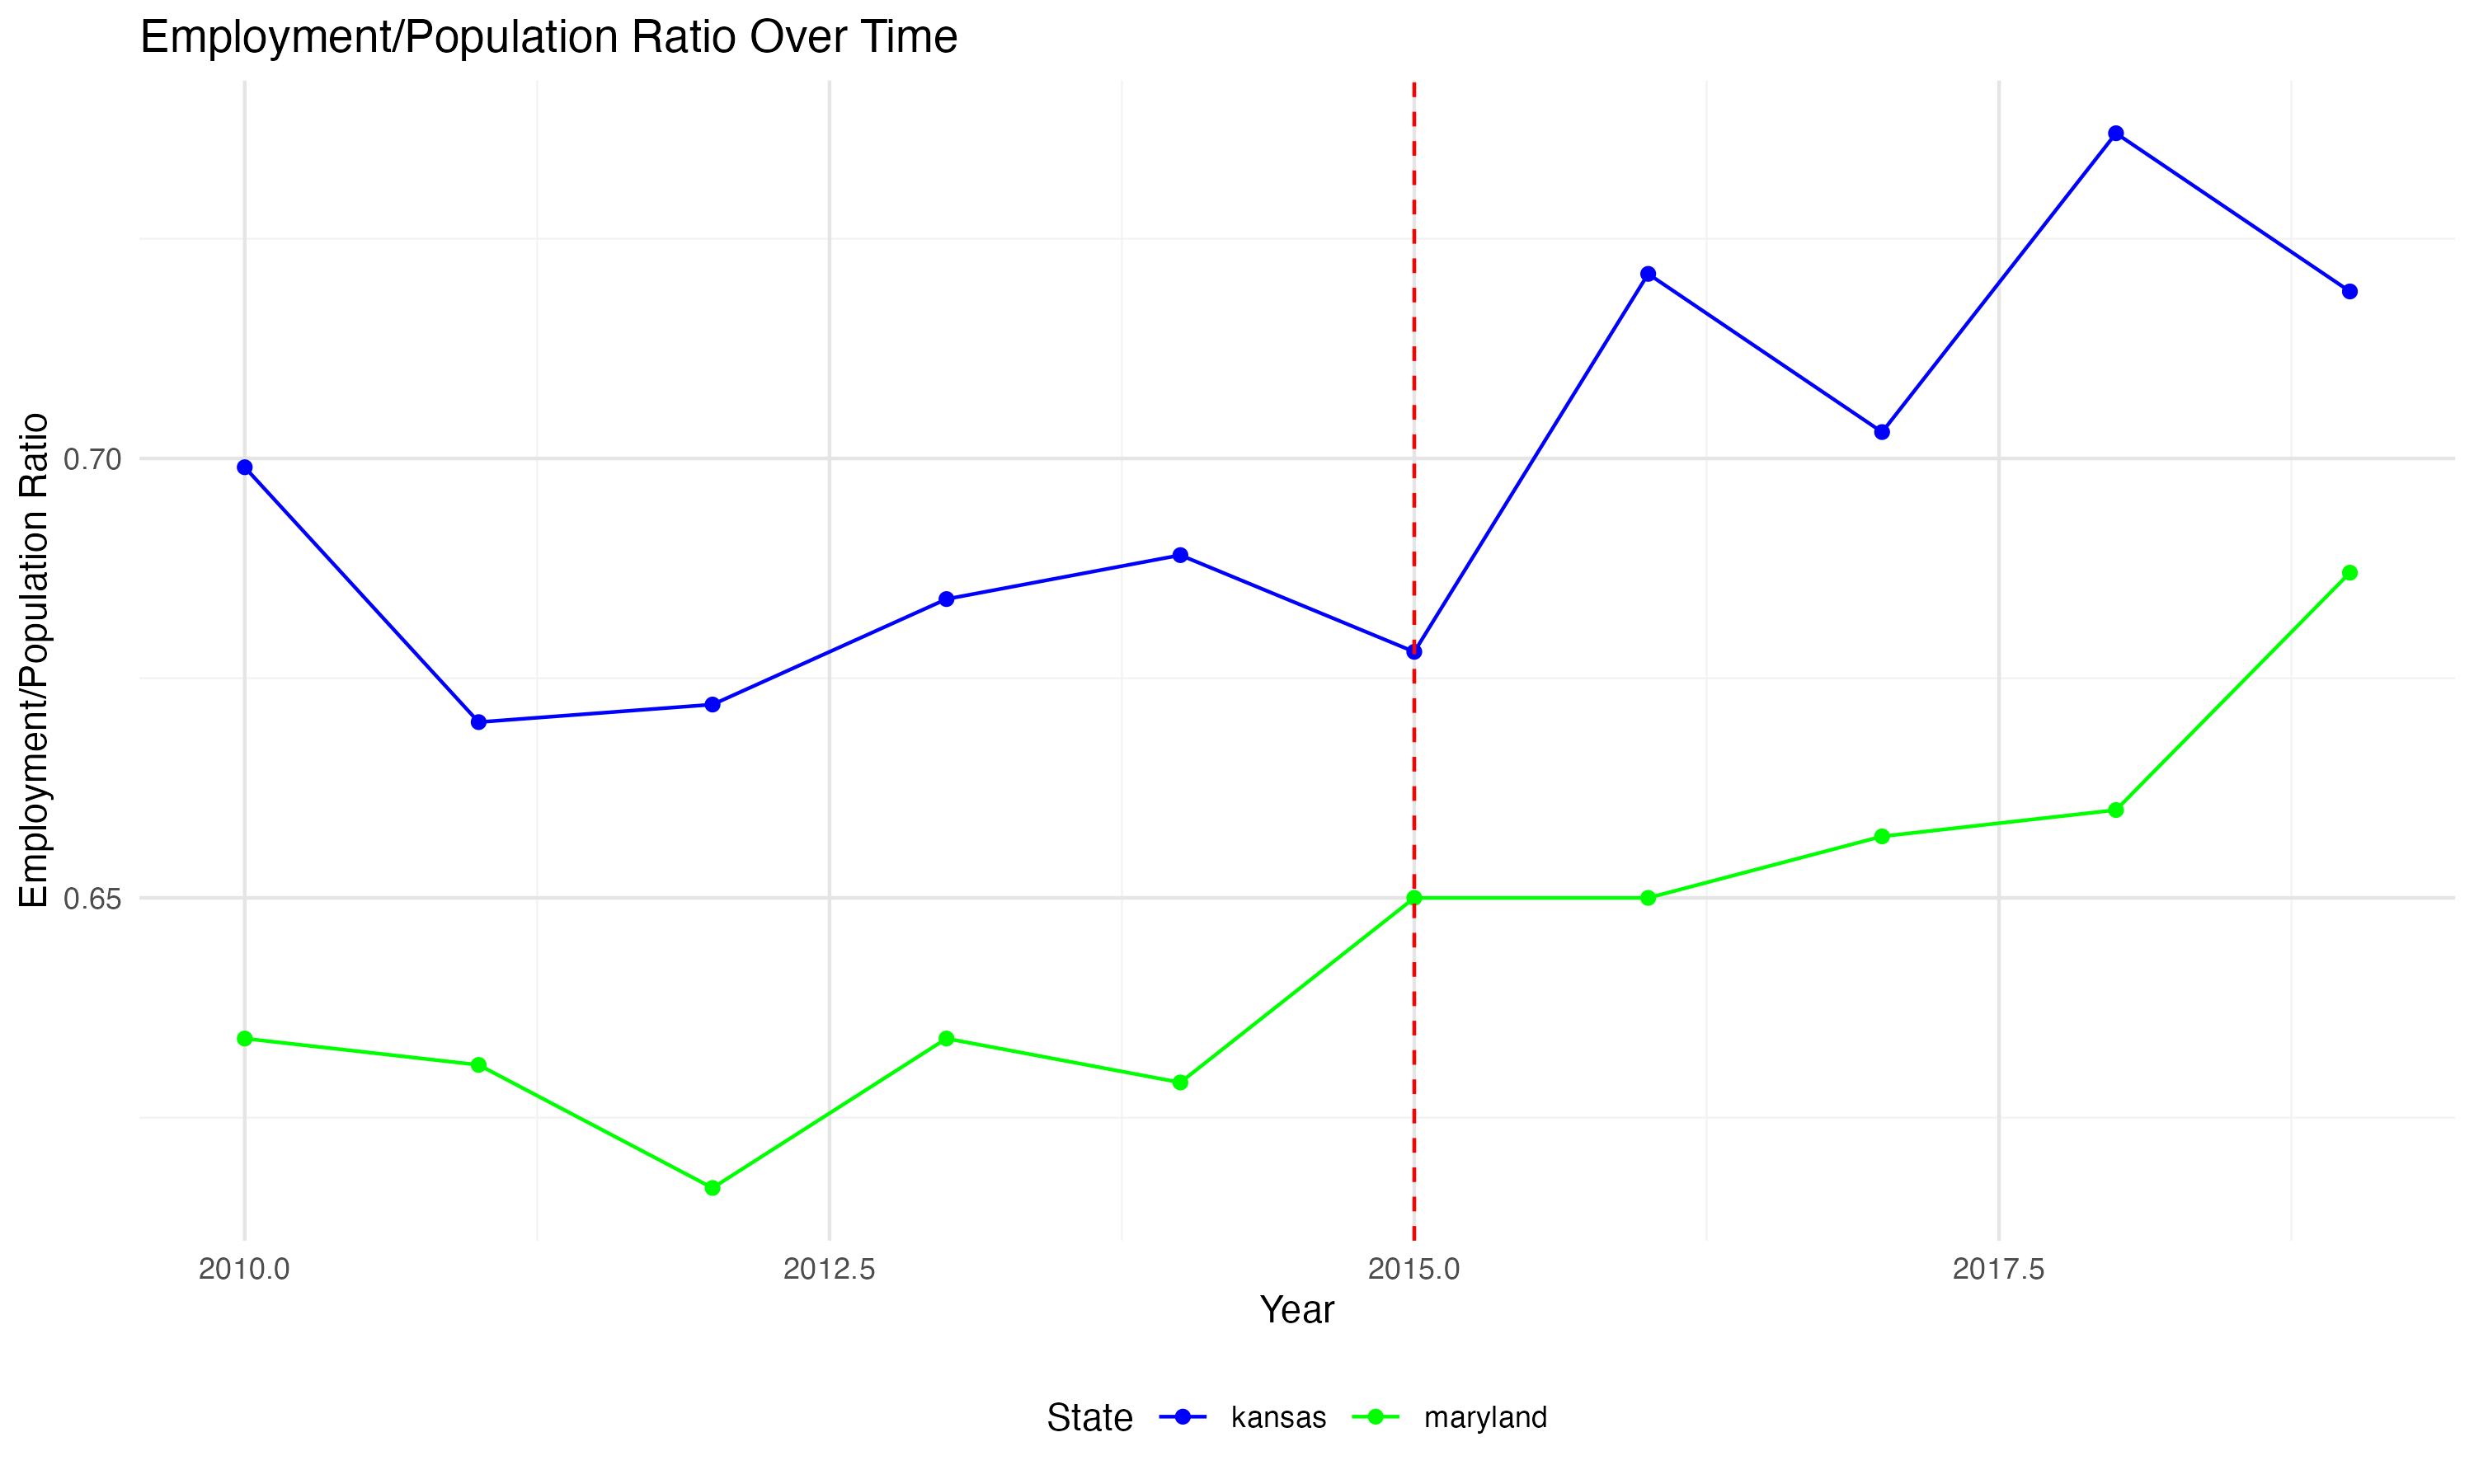 Employment/Population Ratio Over Time
Employment/Population Ratio
0.70
0.65
2010.0 2012.5 2015.0 2017.5
Year
State kansas maryland